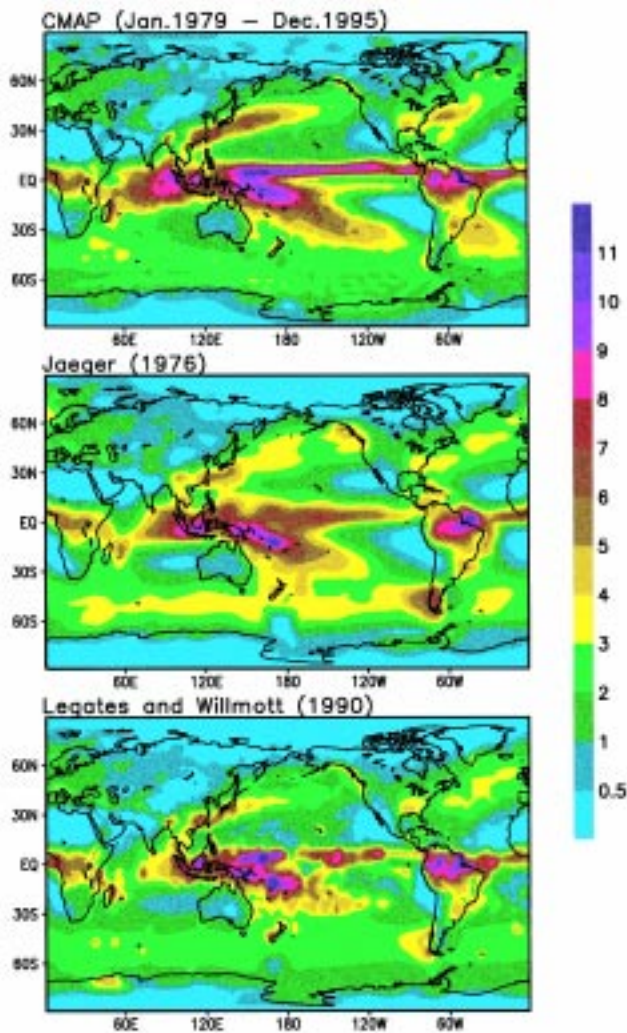 CMAP (Jan.1979 – Dec.1995)
60N
30N
EQ
30S
60S
60E 120E 180 120W 60W
Jaeger (1976)
60N
30N
EQ
30S
60S
60E 120E 180 120W 60W
Legates and Willmott (1990)
60N
30N
EQ
30S
60S
60E 120E 180 120W 60W
11
10
9
8
7
6
5
4
3
2
1
0.5